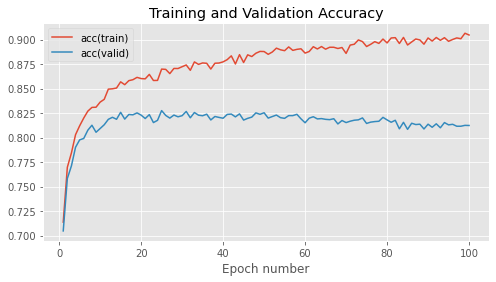 Training and Validation Accuracy
acc(train)
acc(valid)
0.900
0.875
0.850
0.825
0.800
0.775
0.750
0.725
0.700
0 20 40 60 80 100
Epoch number